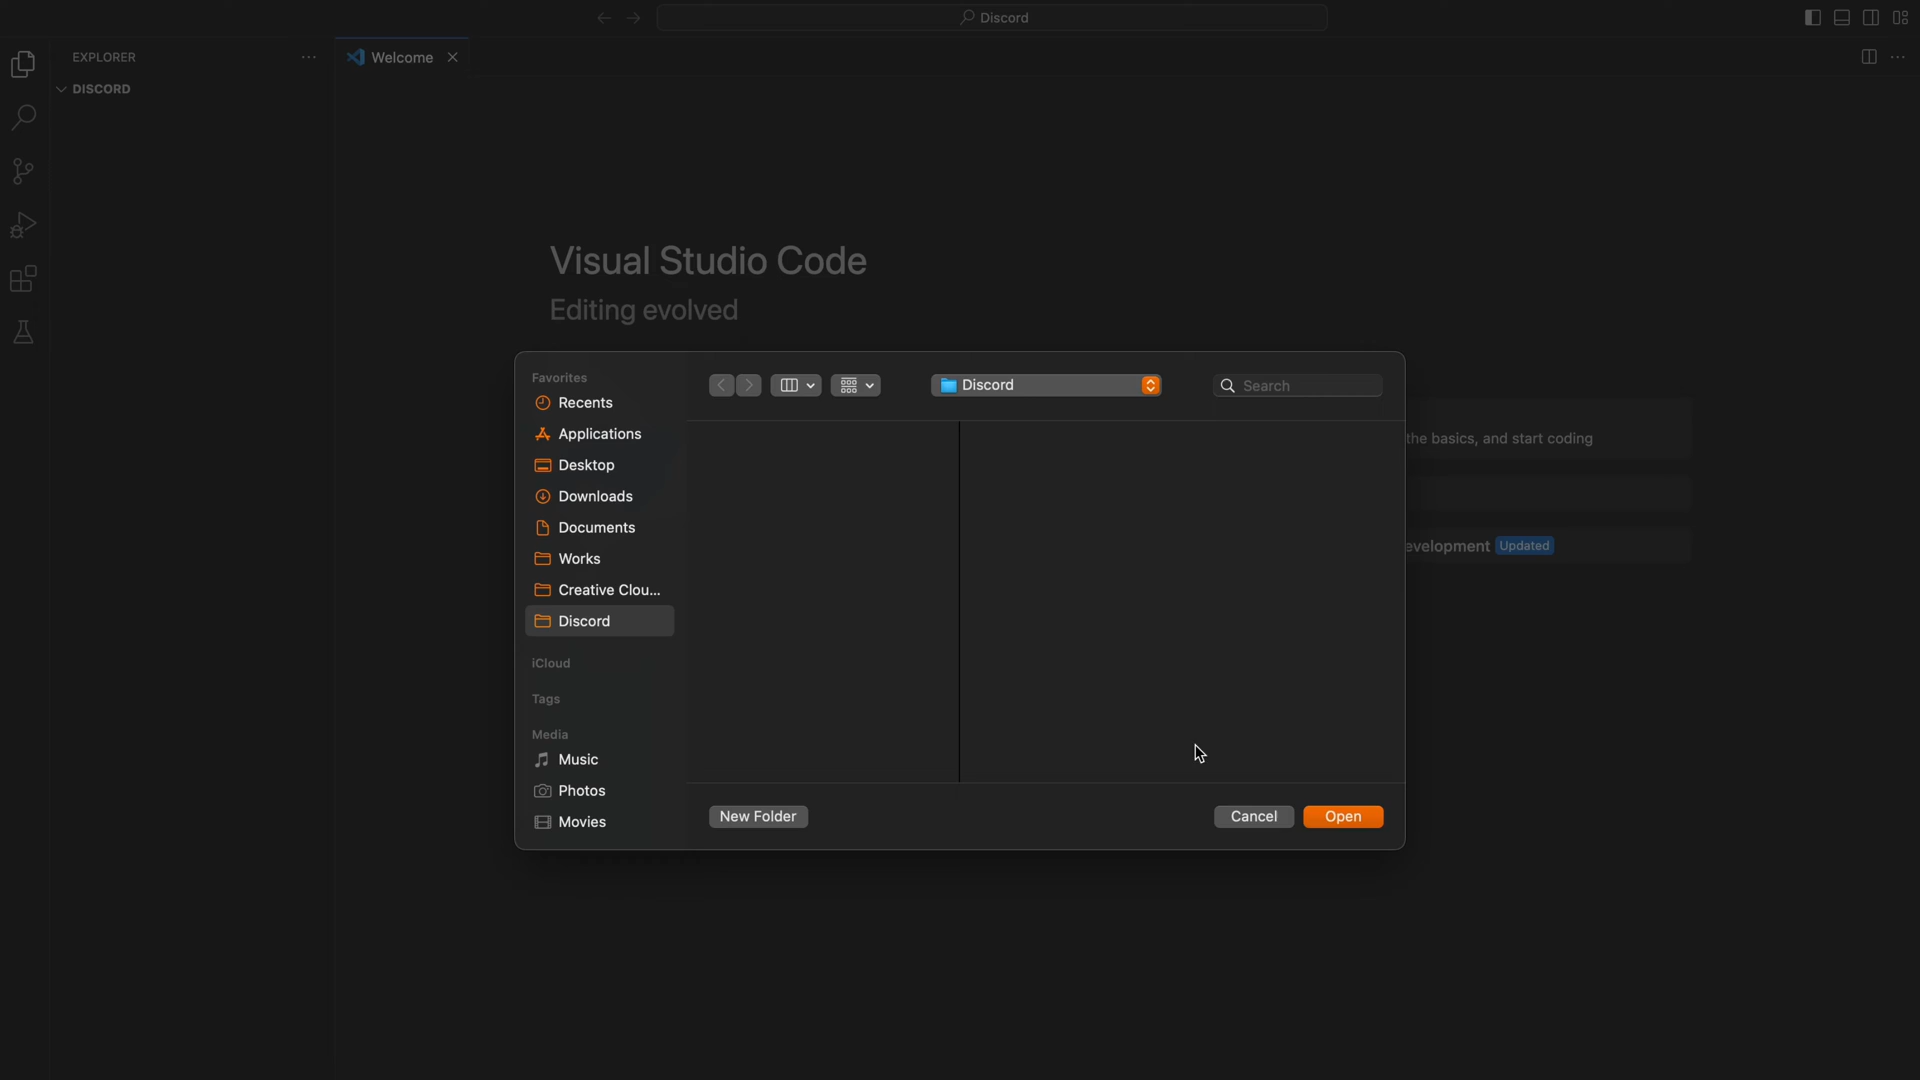 Discord
EXPLORER
Welcome
DISCORD
Visual Studio Code
Editing evolved
Favorites
Recents
Applications
Desktop
Downloads
Documents
Works
Creative Clou...
Discord
iCloud
Tags
Media
Music
Photos
Movies
Discord
Search
the basics, and start coding
evelopment Updated
New Folder
Cancel
Open